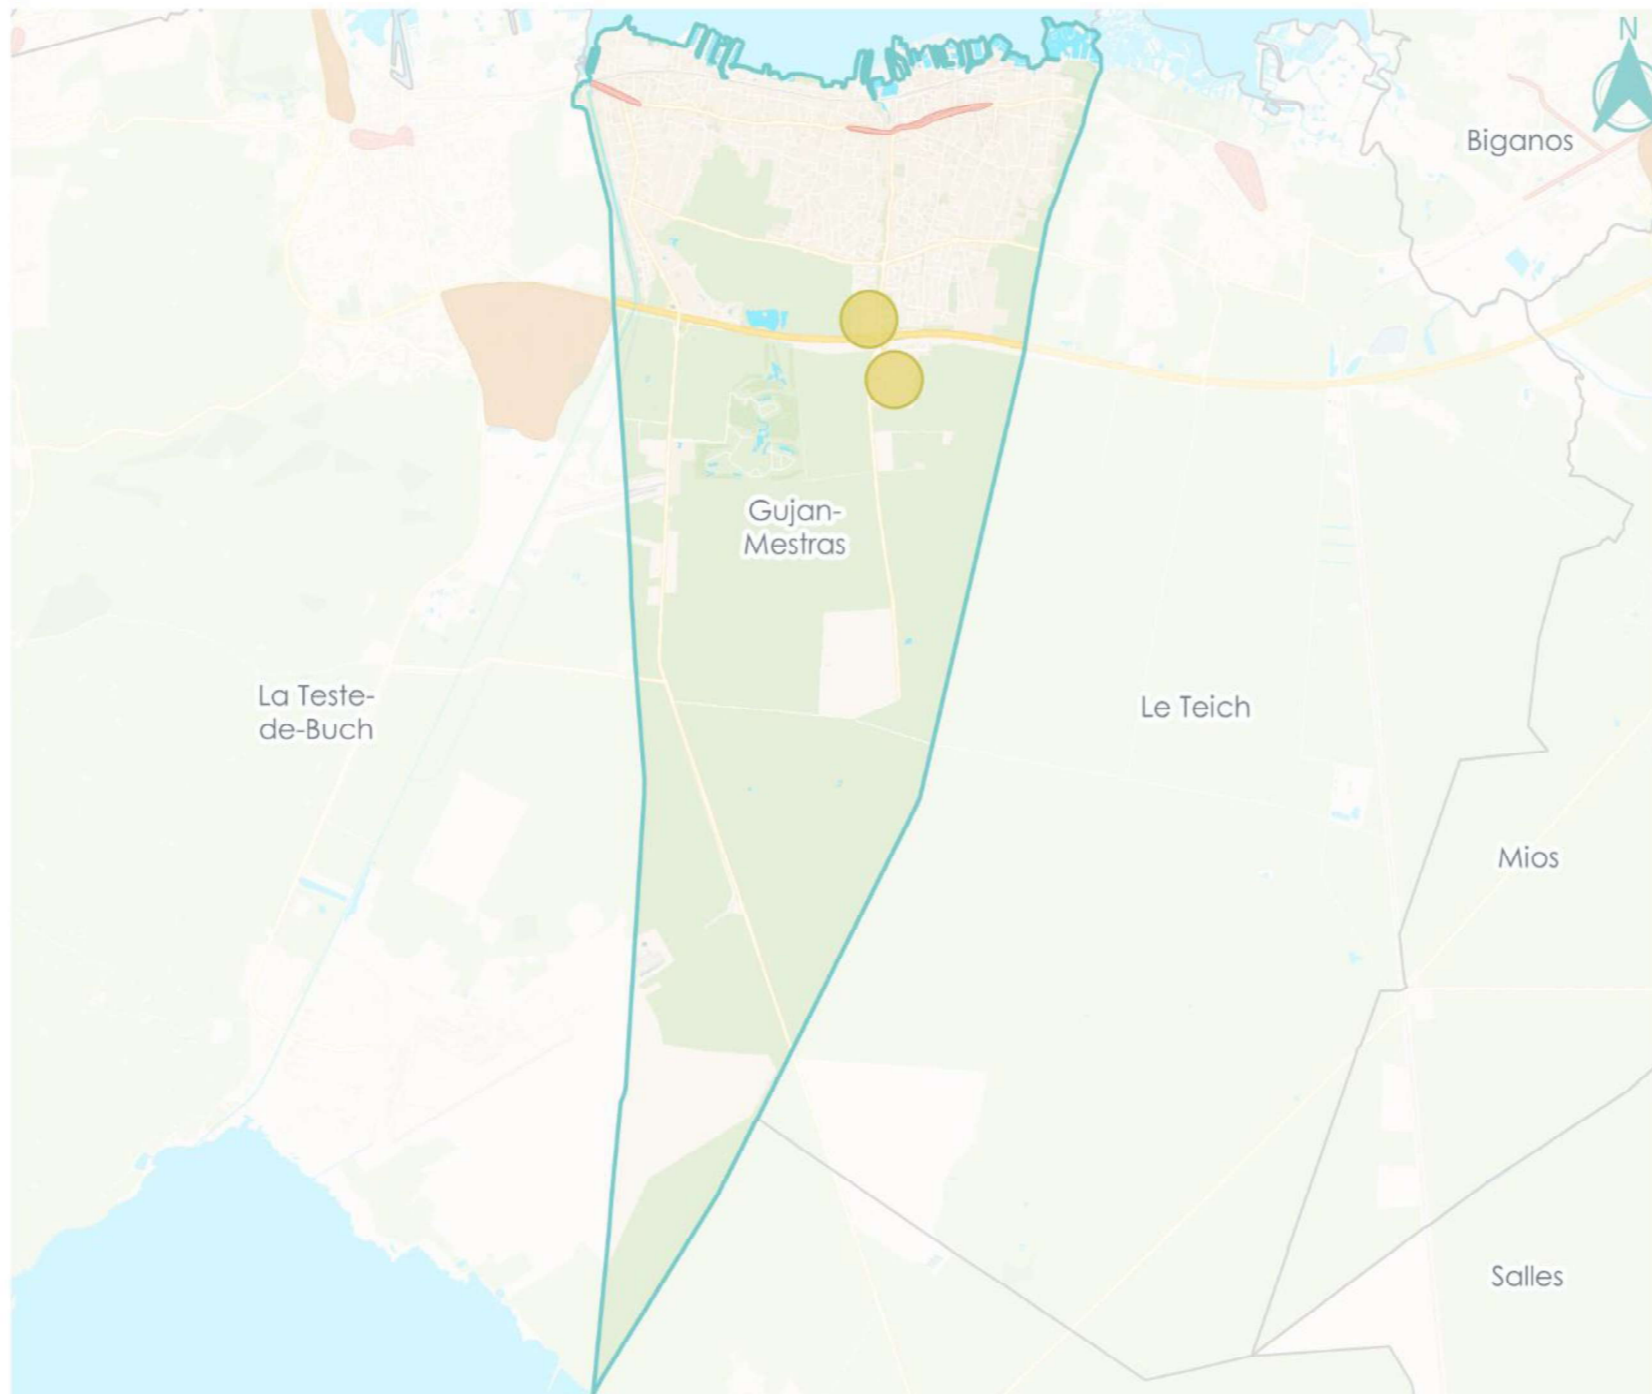 N
Biganos
Gujan-
Mestras
La Teste-
de-Buch
Le Teich
Mios
Salles